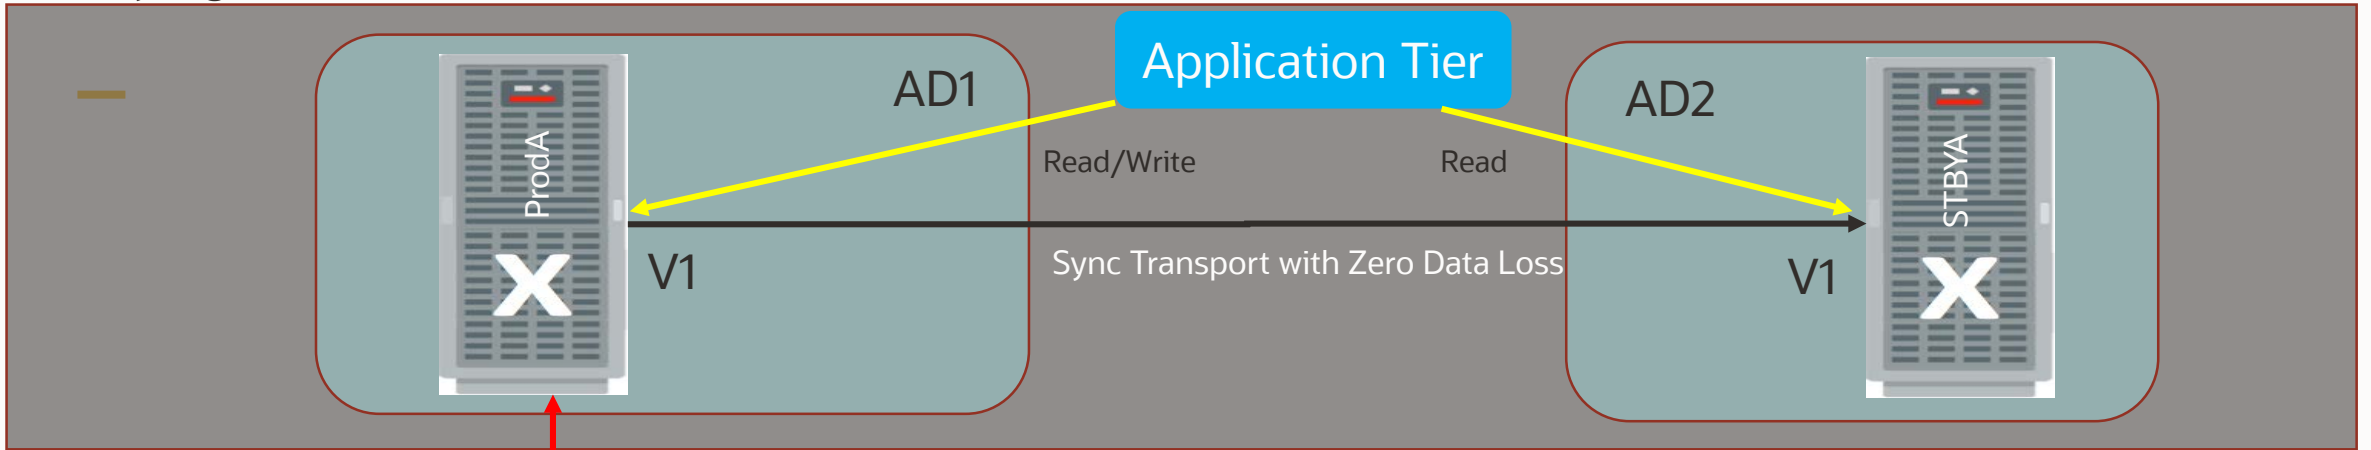 Application Tier
AD1
AD2
ProdA
STBYA
Read/Write
Read
V1
Sync Transport with Zero Data Loss
V1
X
X